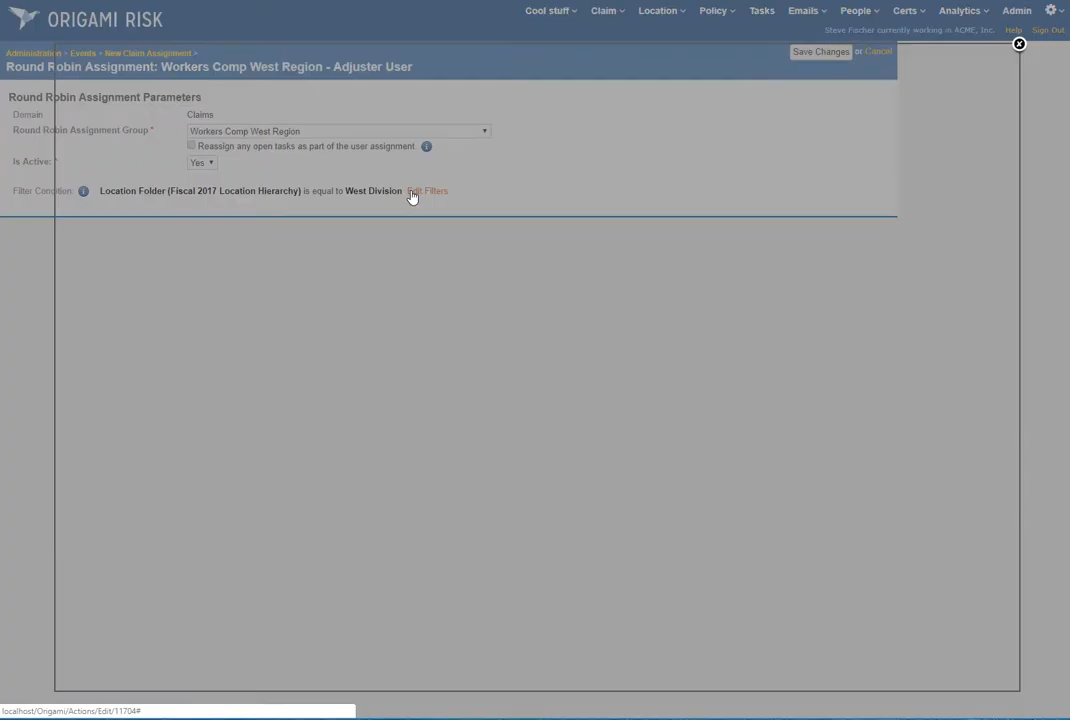 ORIGAMI RISK
Cool stuff Claim Location Policy Tasks Emails People Certs Analytics Admin
Steve Fischer currently working in ACME, Inc. Help Sign Out
Administration > Events > New Claim Assignment >
Save Changes or Cancel
Round Robin Assignment: Workers Comp West Region - Adjuster User
Round Robin Assignment Parameters
Domain Claims
Round Robin Assignment Group * Workers Comp West Region
Reassign any open tasks as part of the user assignment
Is Active: * Yes
Filter Condition: Location Folder (Fiscal 2017 Location Hierarchy) is equal to West Division Edit Filters
localhost/Origami/Actions/Edit/11704#